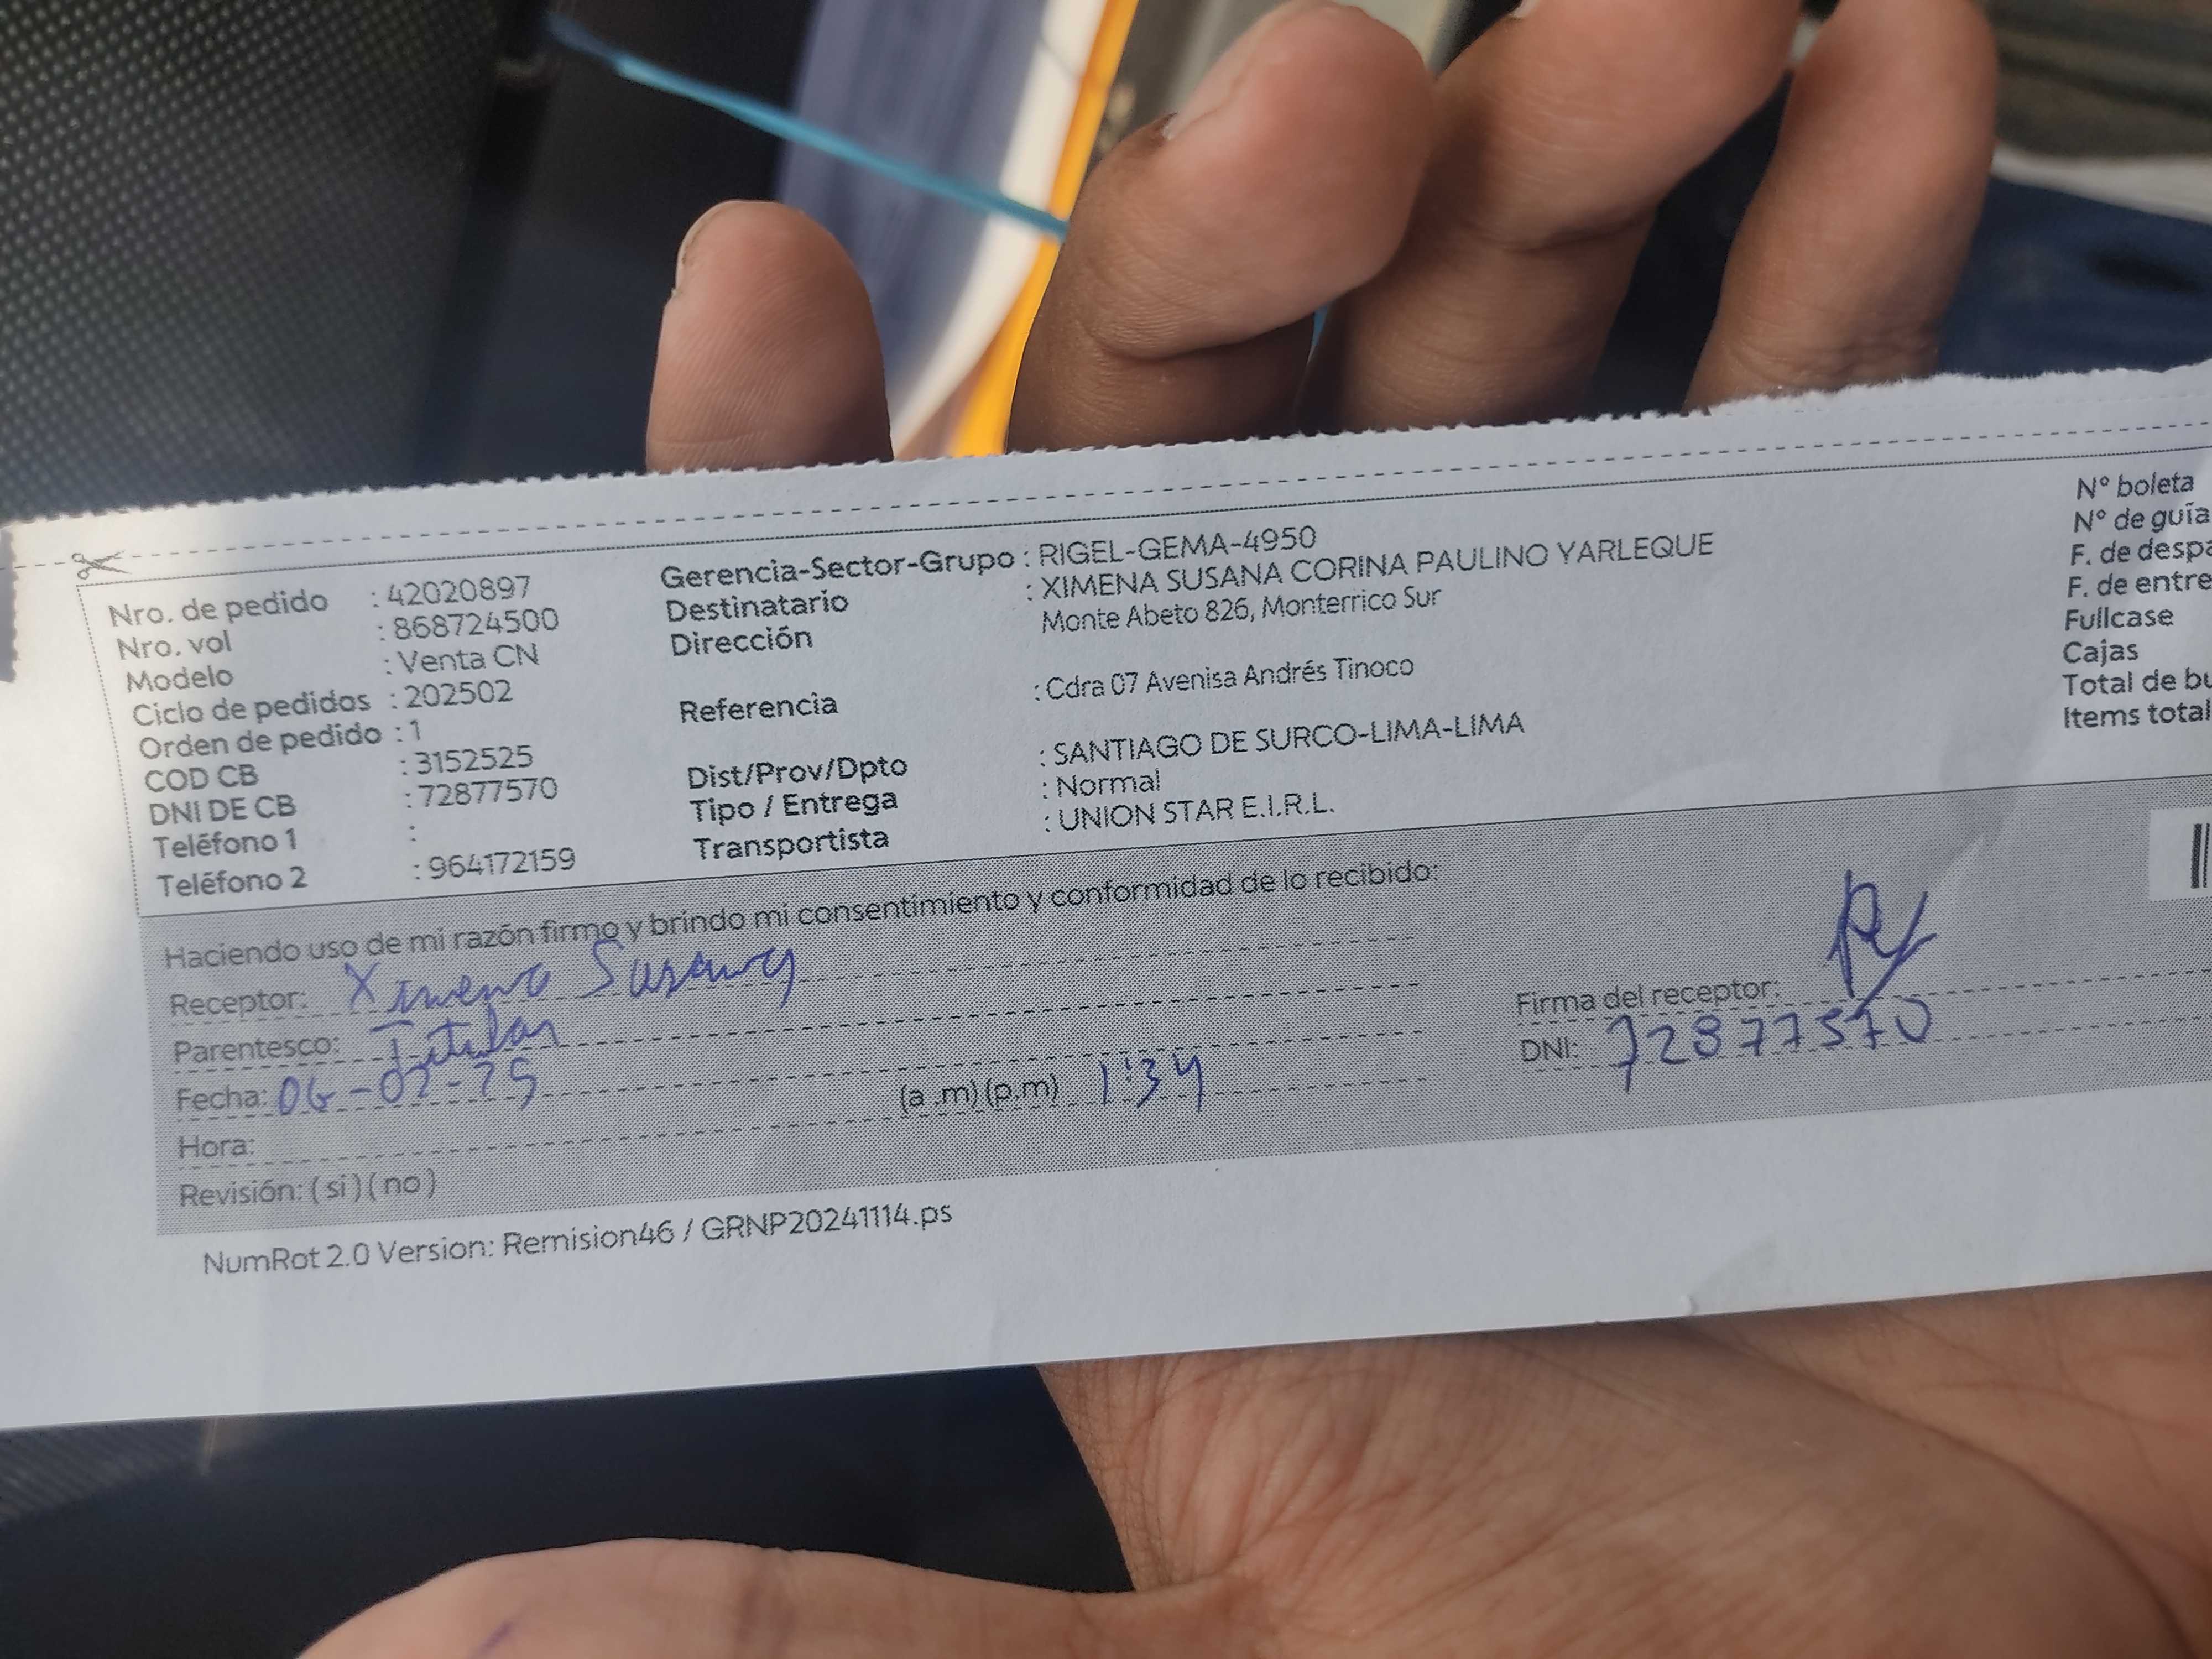 Nro. de pedido : 42020897
Nro. vol : 868724500
Modelo : Venta CN
Ciclo de pedidos : 202502
Orden de pedido : 1
COD CB : 3152525
DNI DE CB : 72877570
Teléfono 1 :
Teléfono 2 : 964172159
Gerencia-Sector-Grupo : RIGEL-GEMA-4950
Destinatario : XIMENA SUSANA CORINA PAULINO YARLEQUE
Dirección Monte Abeto 826, Monterrico Sur
Referencia : Cdra 07 Avenisa Andrés Tinoco
Dist/Prov/Dpto : SANTIAGO DE SURCO-LIMA-LIMA
Tipo / Entrega : Normal
Transportista : UNION STAR E.I.R.L.
N° boleta
N° de guía
F. de despa
F. de entre
Fullcase
Cajas
Total de bu
Items total
Haciendo uso de mi razón firmo y brindo mi consentimiento y conformidad de lo recibido:
Receptor: Ximena Susana
Parentesco: Titular
Fecha: 06-02-25
Hora: (a .m) (p.m) 1:34
Revisión: ( si ) ( no )
Firma del receptor:
DNI: 72877570
NumRot 2.0 Version: Remision46 / GRNP20241114.ps